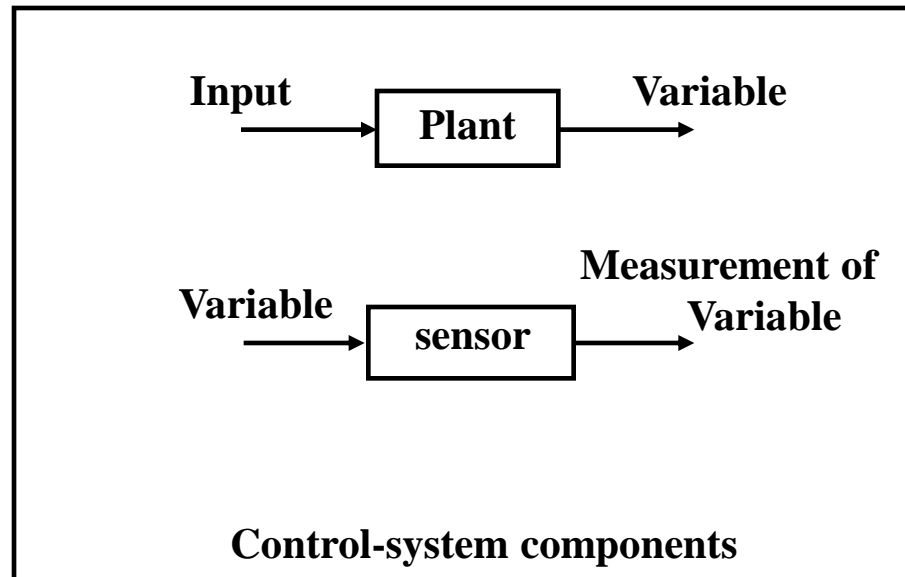 Input
Variable
Plant
Measurement of
Variable
Variable
sensor
Control-system components